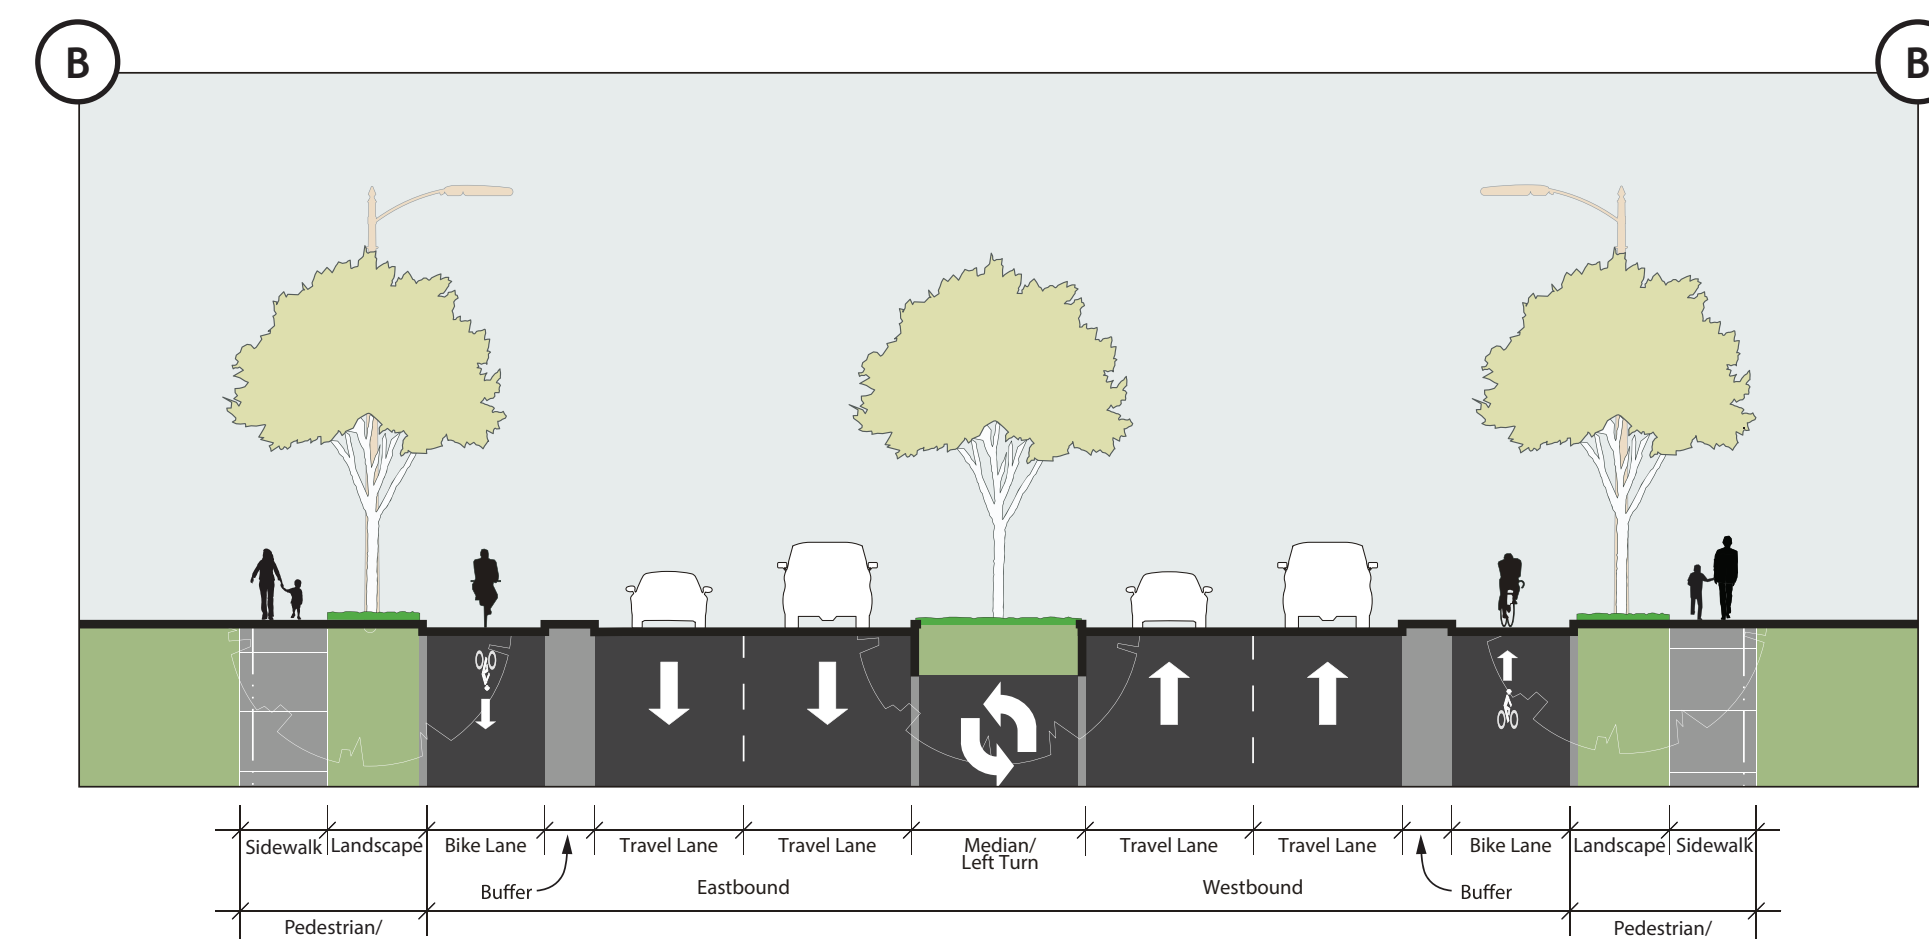 B
B
Sidewalk
Landscape
Bike Lane
Travel Lane
Travel Lane
Median/
Left Turn
Travel Lane
Travel Lane
Bike Lane
Landscape
Sidewalk
Buffer
Eastbound
Westbound
Buffer
Pedestrian/
Pedestrian/